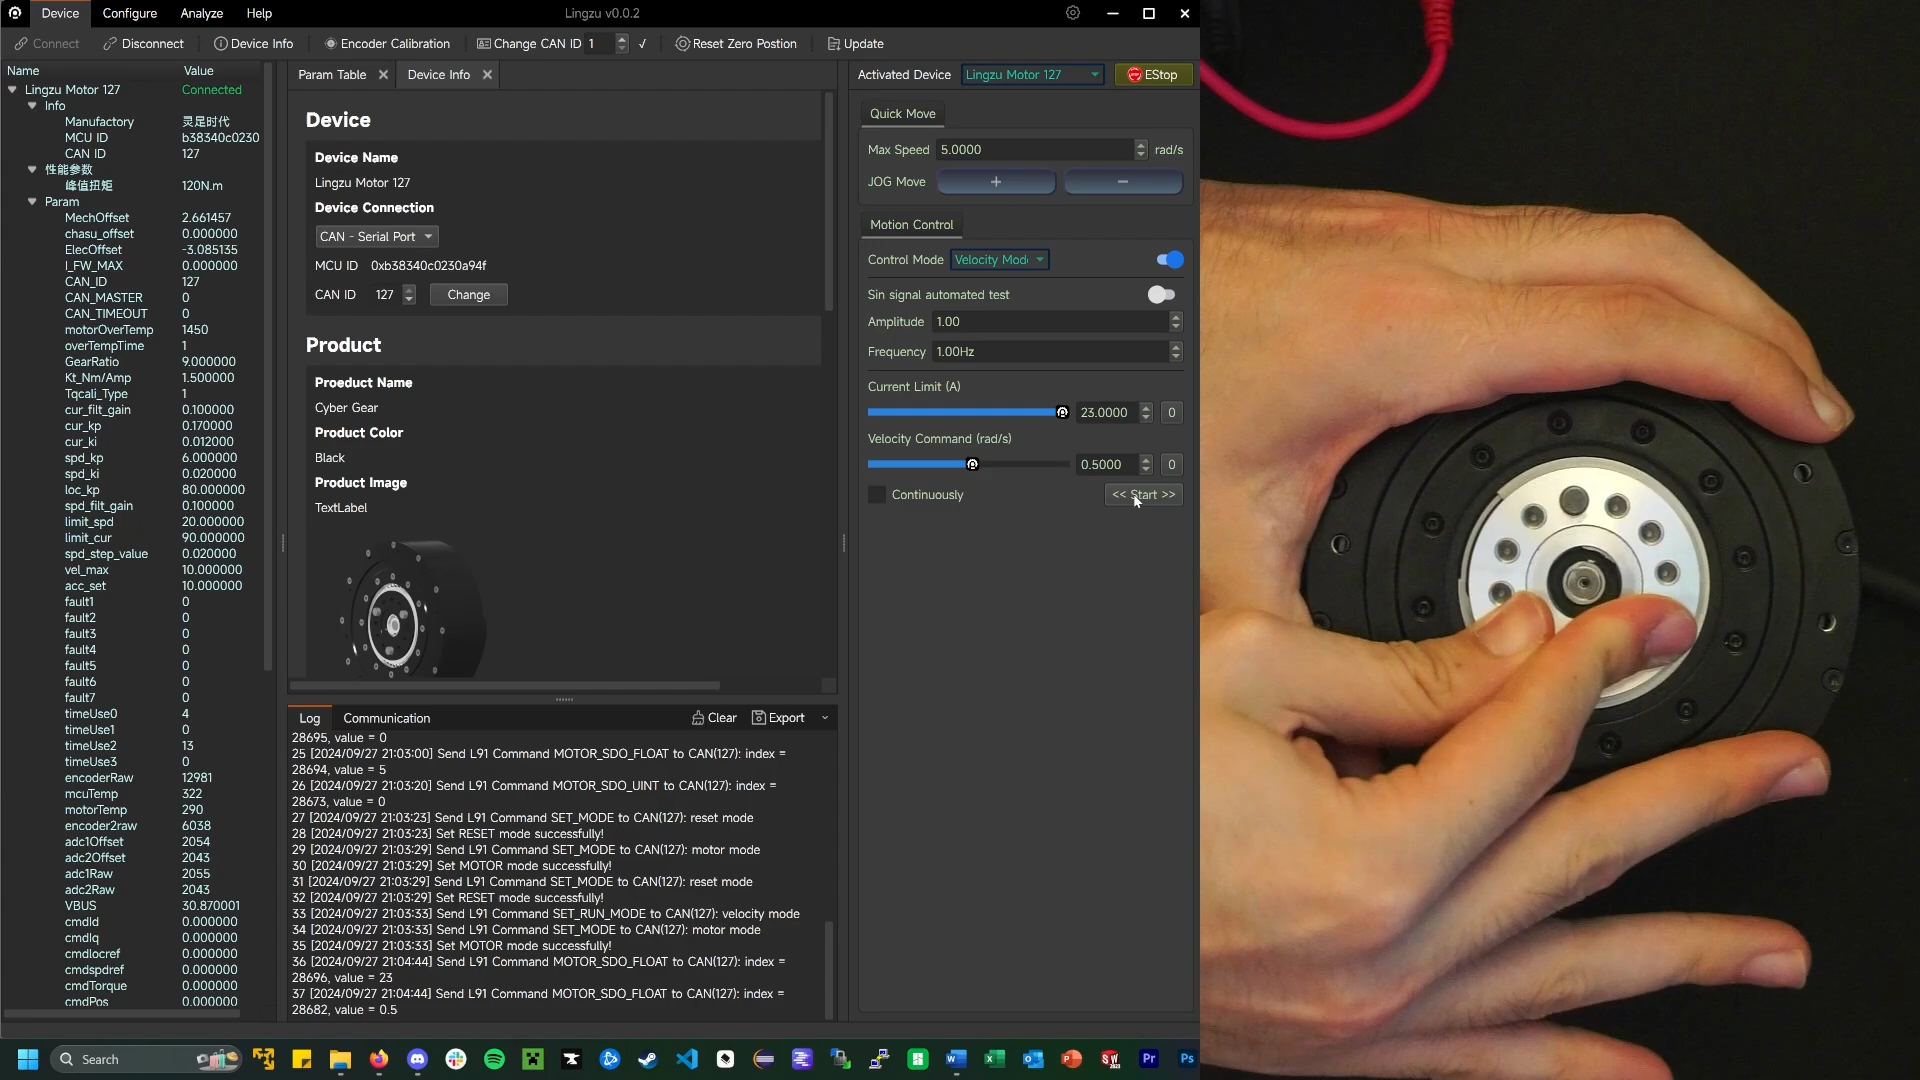 Device Configure Analyze Help
Lingzu v0.0.2
Connect Disconnect Device Info Encoder Calibration Change CAN ID 1 √ Reset Zero Postion Update
Name Value
Lingzu Motor 127 Connected
Info
Manufactory 灵足时代
MCU ID b38340c0230
CAN ID 127
性能参数
峰值扭矩 120N.m
Param
MechOffset 2.661457
chasu_offset 0.000000
ElecOffset -3.085135
I_FW_MAX 0.000000
CAN_ID 127
CAN_MASTER 0
CAN_TIMEOUT 0
motorOverTemp 1450
overTempTime 1
GearRatio 9.000000
Kt_Nm/Amp 1.500000
Tqcali_Type 1
cur_filt_gain 0.100000
cur_kp 0.170000
cur_ki 0.012000
spd_kp 6.000000
spd_ki 0.020000
loc_kp 80.000000
spd_filt_gain 0.100000
limit_spd 20.000000
limit_cur 90.000000
spd_step_value 0.020000
vel_max 10.000000
acc_set 10.000000
fault1 0
fault2 0
fault3 0
fault4 0
fault5 0
fault6 0
fault7 0
timeUse0 4
timeUse1 0
timeUse2 13
timeUse3 0
encoderRaw 12981
mcuTemp 322
motorTemp 290
encoder2raw 6038
adc1Offset 2054
adc2Offset 2043
adc1Raw 2055
adc2Raw 2043
VBUS 30.870001
cmdId 0.000000
cmdIq 0.000000
cmdlocref 0.000000
cmdspdref 0.000000
cmdTorque 0.000000
cmdPos 0.000000
Param Table Device Info
Device
Device Name
Lingzu Motor 127
Device Connection
CAN - Serial Port
MCU ID 0xb38340c0230a94f
CAN ID 127 Change
Product
Proeduct Name
Cyber Gear
Product Color
Black
Product Image
TextLabel
Log Communication Clear Export
28695, value = 0
25 [2024/09/27 21:03:00] Send L91 Command MOTOR_SDO_FLOAT to CAN(127): index =
28694, value = 5
26 [2024/09/27 21:03:20] Send L91 Command MOTOR_SDO_UINT to CAN(127): index =
28673, value = 0
27 [2024/09/27 21:03:23] Send L91 Command SET_MODE to CAN(127): reset mode
28 [2024/09/27 21:03:23] Set RESET mode successfully!
29 [2024/09/27 21:03:29] Send L91 Command SET_MODE to CAN(127): motor mode
30 [2024/09/27 21:03:29] Set MOTOR mode successfully!
31 [2024/09/27 21:03:29] Send L91 Command SET_MODE to CAN(127): reset mode
32 [2024/09/27 21:03:29] Set RESET mode successfully!
33 [2024/09/27 21:03:33] Send L91 Command SET_RUN_MODE to CAN(127): velocity mode
34 [2024/09/27 21:03:33] Send L91 Command SET_MODE to CAN(127): motor mode
35 [2024/09/27 21:03:33] Set MOTOR mode successfully!
36 [2024/09/27 21:04:44] Send L91 Command MOTOR_SDO_FLOAT to CAN(127): index =
28696, value = 23
37 [2024/09/27 21:04:44] Send L91 Command MOTOR_SDO_FLOAT to CAN(127): index =
28682, value = 0.5
Activated Device Lingzu Motor 127 EStop
Quick Move
Max Speed 5.0000 rad/s
JOG Move + −
Motion Control
Control Mode Velocity Mod
Sin signal automated test
Amplitude 1.00
Frequency 1.00Hz
Current Limit (A)
23.0000 0
Velocity Command (rad/s)
0.5000 0
Continuously << Start >>
Search
Pr Ps